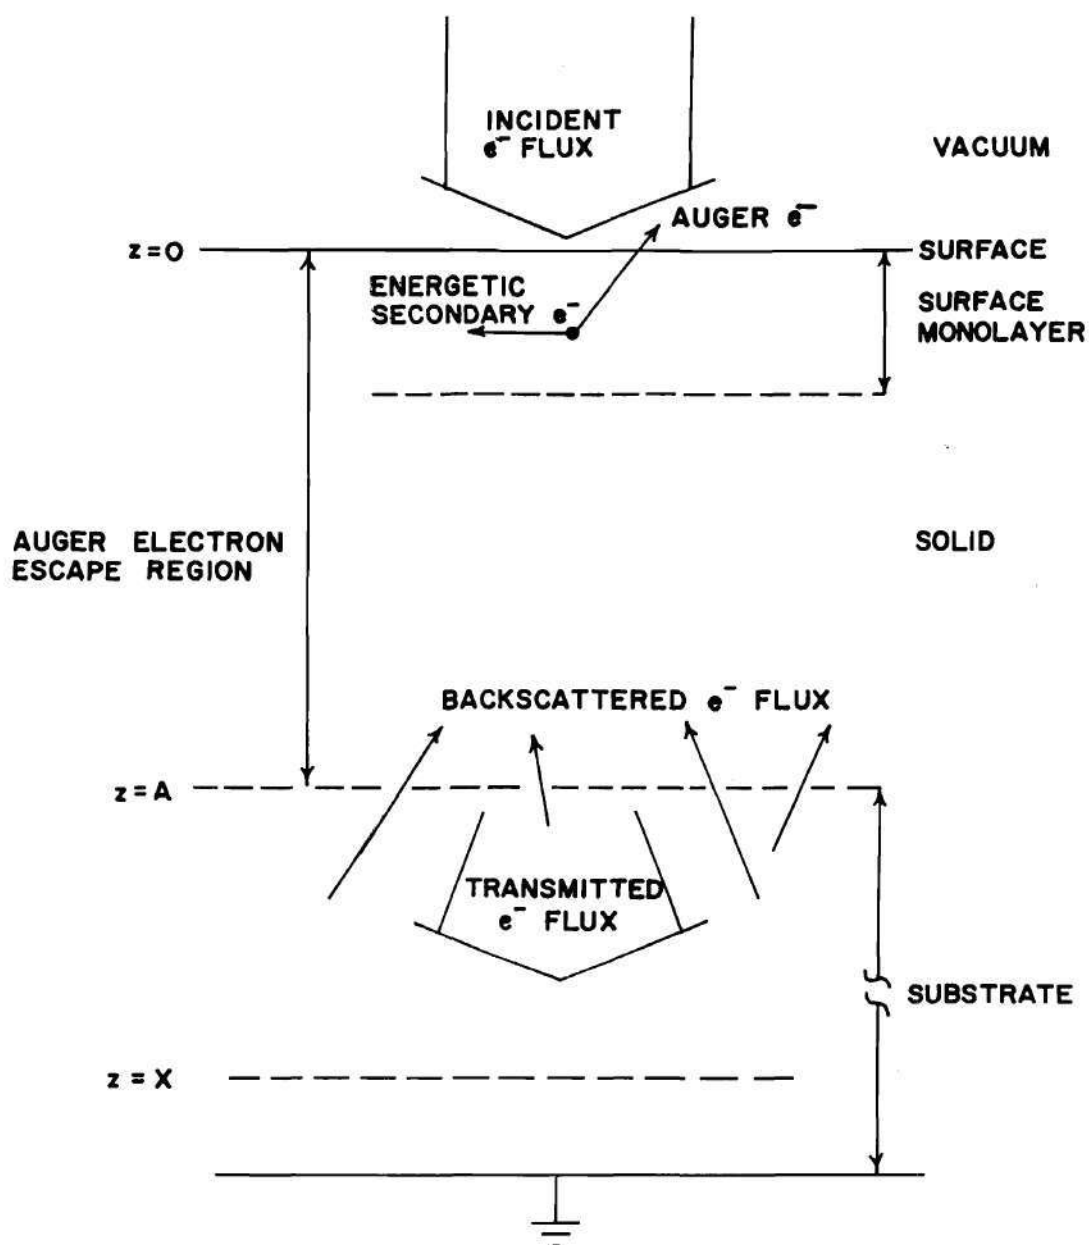 INCIDENT
e⁻ FLUX
VACUUM
AUGER e⁻
z=O
SURFACE
ENERGETIC
SECONDARY e⁻
SURFACE
MONOLAYER
AUGER ELECTRON
ESCAPE REGION
SOLID
BACKSCATTERED e⁻ FLUX
z=A
TRANSMITTED
e⁻ FLUX
SUBSTRATE
z=X